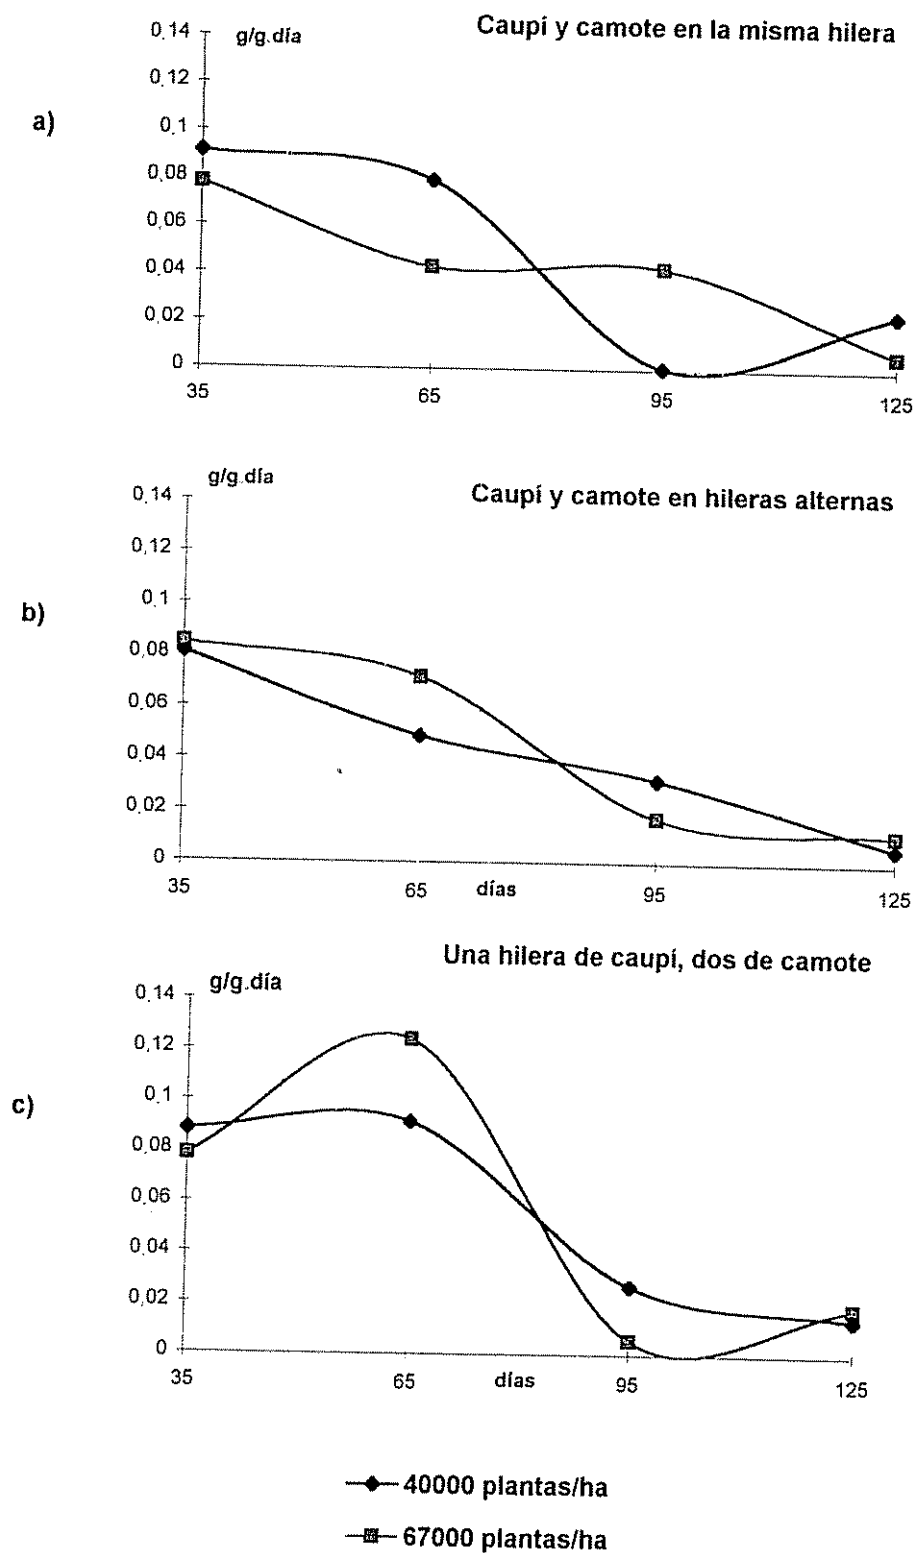 Caupí y camote en la misma hilera
g/g.día
a)
0,14
0,12
0,1
0,08
0,06
0,04
0,02
0
35
65
95
125
Caupí y camote en hileras alternas
g/g.día
b)
0,14
0,12
0,1
0,08
0,06
0,04
0,02
0
35
65
días
95
125
Una hilera de caupí, dos de camote
g/g.día
c)
0,14
0,12
0,1
0,08
0,06
0,04
0,02
0
35
65
días
95
125
40000 plantas/ha
67000 plantas/ha